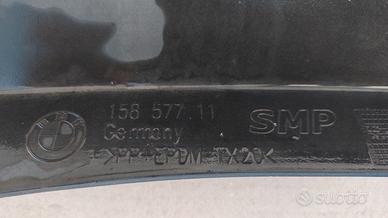 158 577.11
Germany
SMP
>PP+EPDM-TX20<
subito